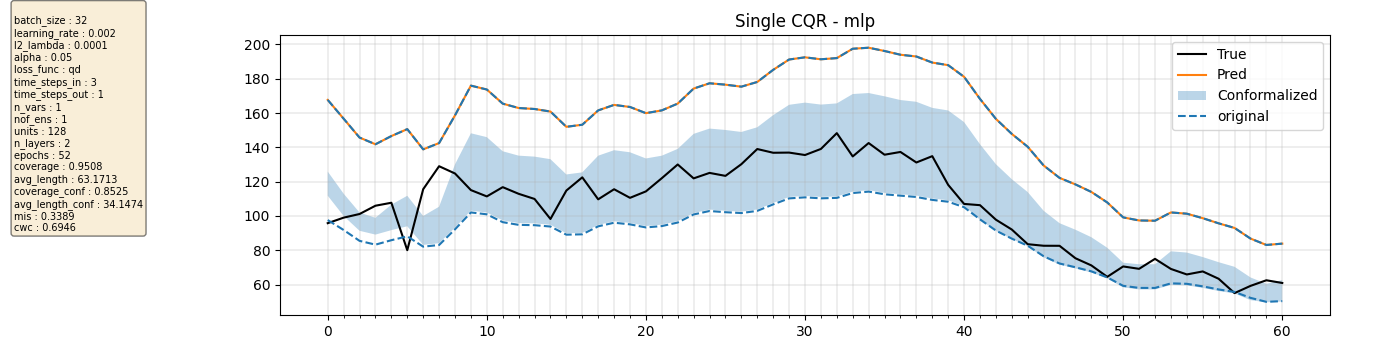 batch_size : 32
learning_rate : 0.002
l2_lambda : 0.0001
alpha : 0.05
loss_func : qd
time_steps_in : 3
time_steps_out : 1
n_vars : 1
nof_ens : 1
units : 128
n_layers : 2
epochs : 52
coverage : 0.9508
avg_length : 63.1713
coverage_conf : 0.8525
avg_length_conf : 34.1474
mis : 0.3389
cwc : 0.6946
Single CQR - mlp
200
180
160
140
120
100
80
60
True
Pred
Conformalized
original
0 10 20 30 40 50 60